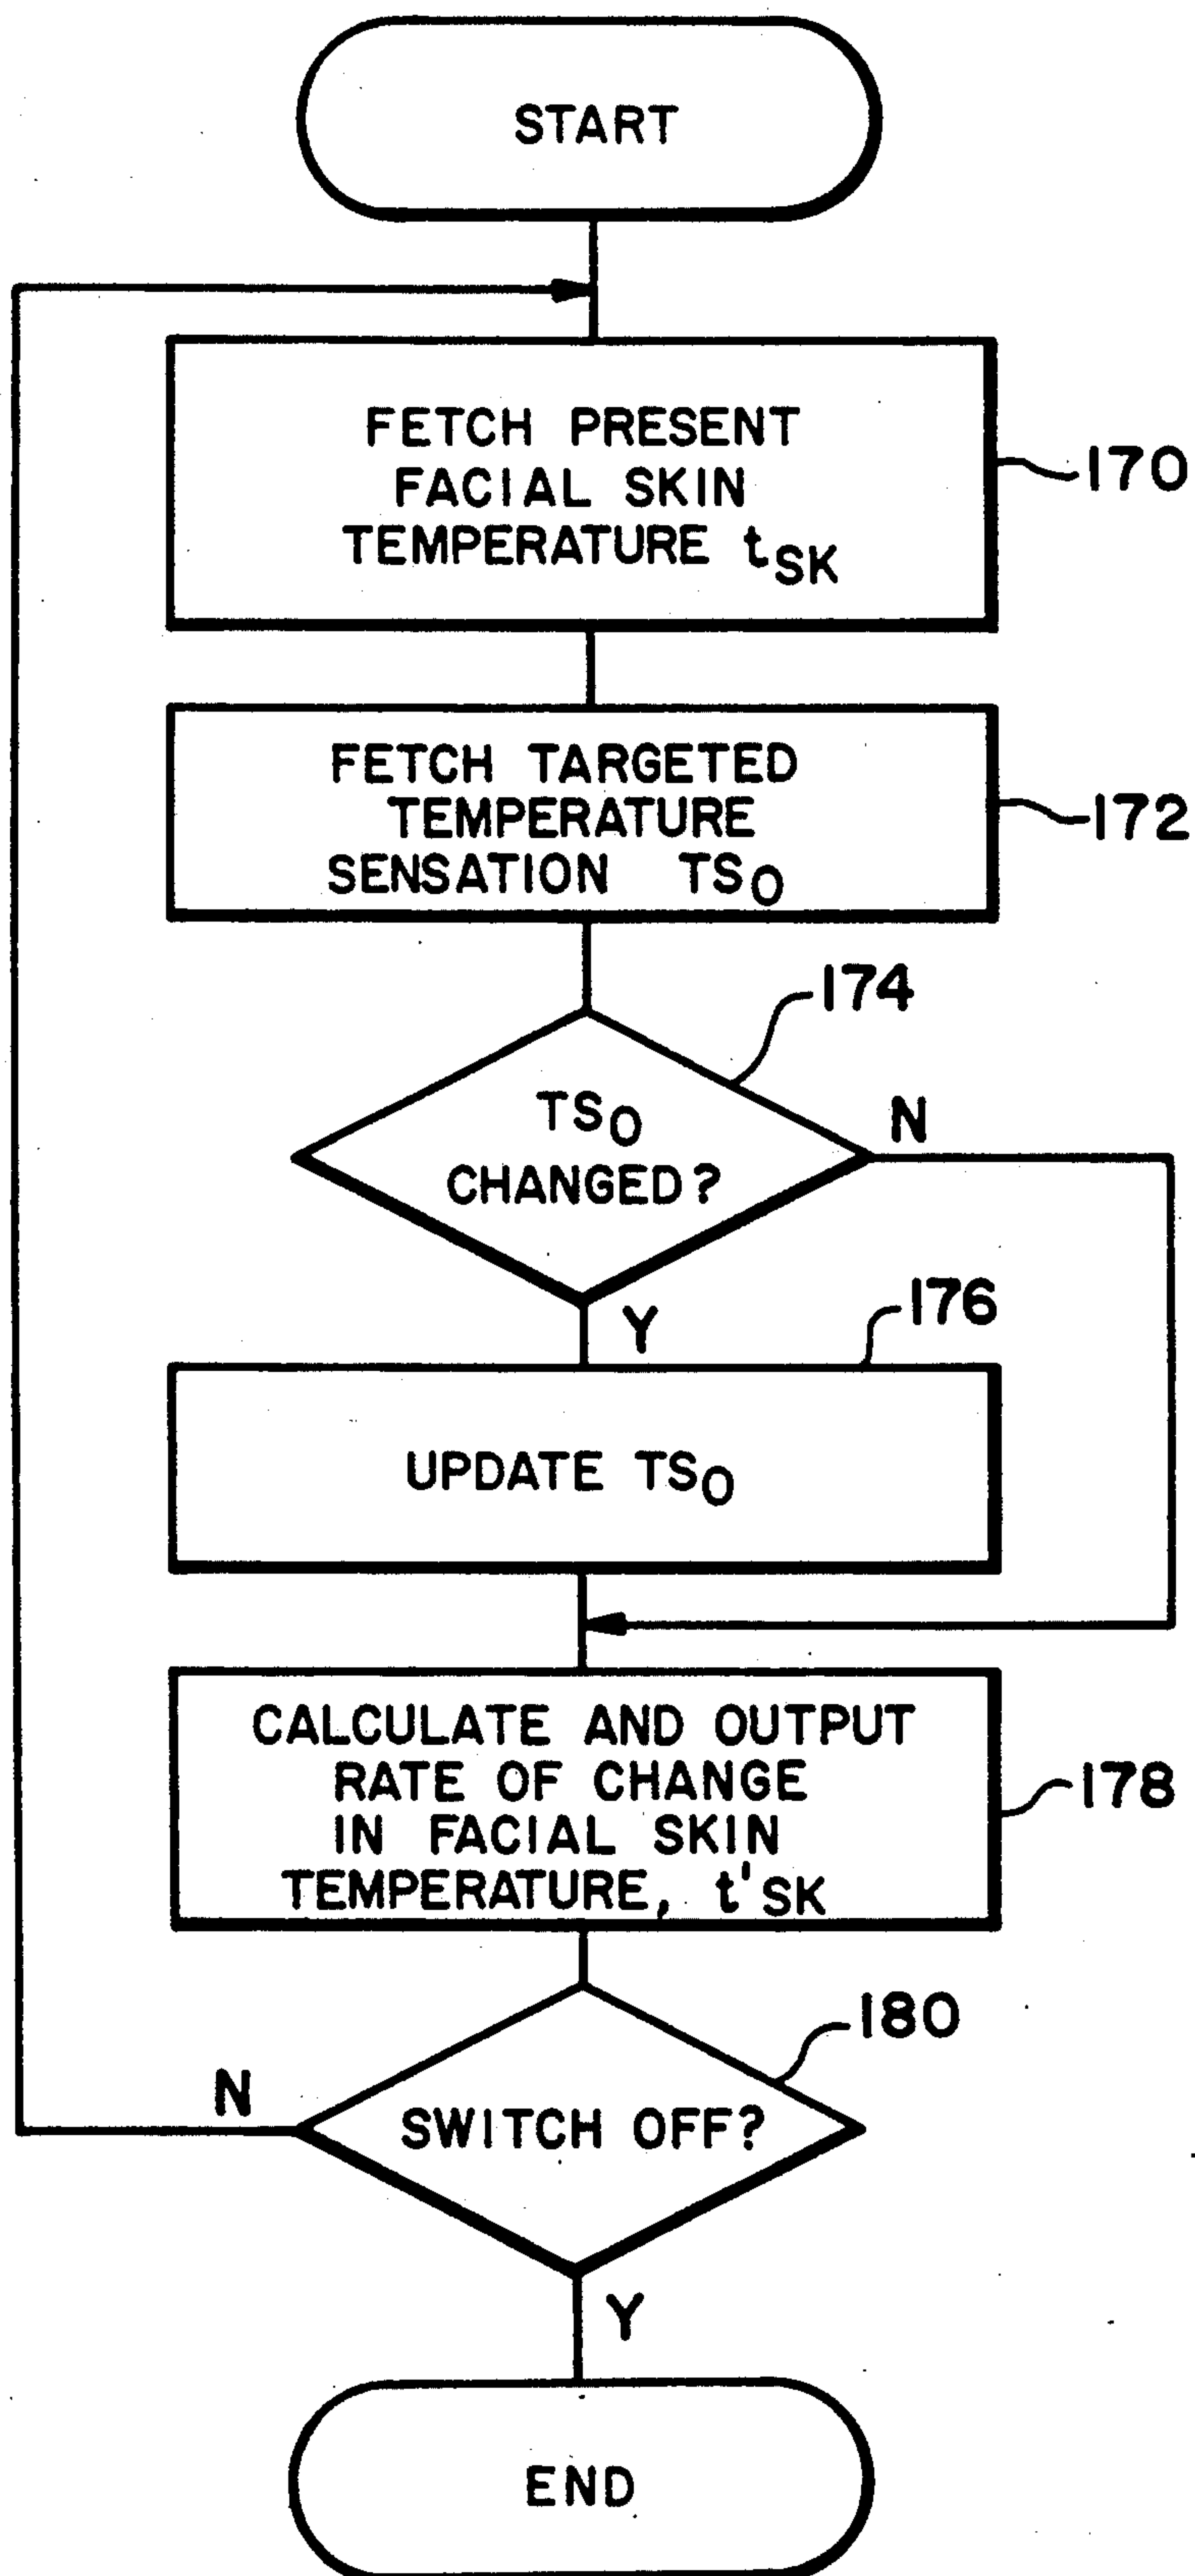 START
FETCH PRESENT
FACIAL SKIN
TEMPERATURE tSK
170
FETCH TARGETED
TEMPERATURE
SENSATION TSO
172
174
TSO
CHANGED?
N
Y
176
UPDATE TSO
CALCULATE AND OUTPUT
RATE OF CHANGE
IN FACIAL SKIN
TEMPERATURE, t'SK
178
180
SWITCH OFF?
N
Y
END